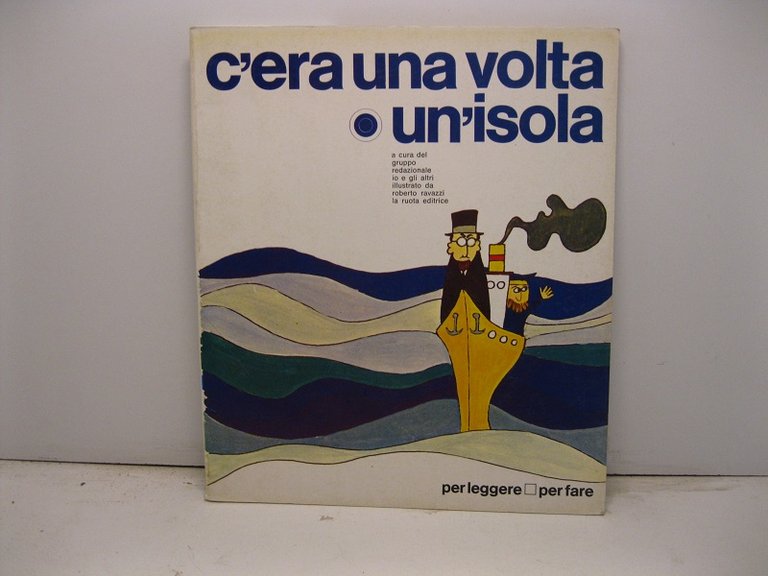 c'era una volta
un'isola
a cura del
gruppo
redazionale
io e gli altri
illustrato da
roberto ravazzi
la ruota editrice
per leggere □ per fare